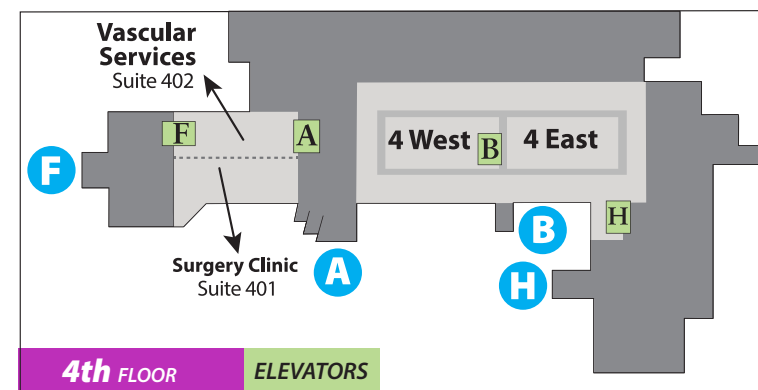 Vascular
Services
Suite 402
F
A
4 West
B
4 East
F
H
B
A
H
Surgery Clinic
Suite 401
4th FLOOR
ELEVATORS